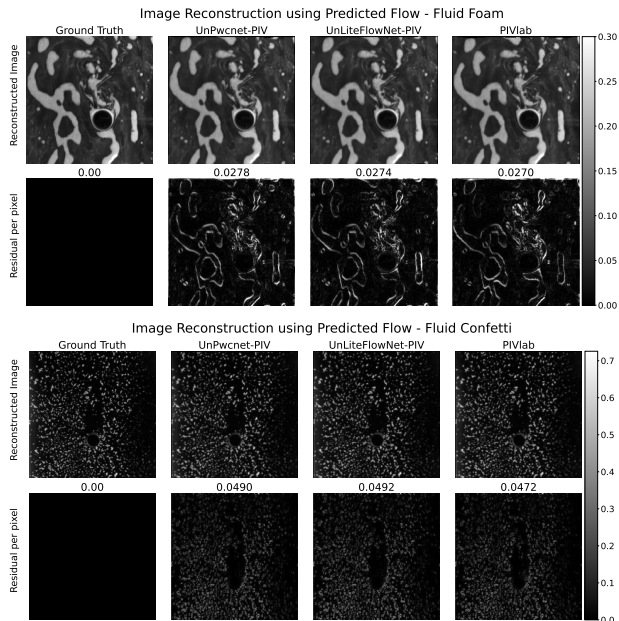 Image Reconstruction using Predicted Flow - Fluid Foam
Ground Truth UnPwcnet-PIV UnLiteFlowNet-PIV PIVlab
Reconstructed Image
0.00 0.0278 0.0274 0.0270
Residual per pixel
0.30
0.25
0.20
0.15
0.10
0.05
0.00
Image Reconstruction using Predicted Flow - Fluid Confetti
Ground Truth UnPwcnet-PIV UnLiteFlowNet-PIV PIVlab
Reconstructed Image
0.00 0.0490 0.0492 0.0472
Residual per pixel
0.7
0.6
0.5
0.4
0.3
0.2
0.1
0.0